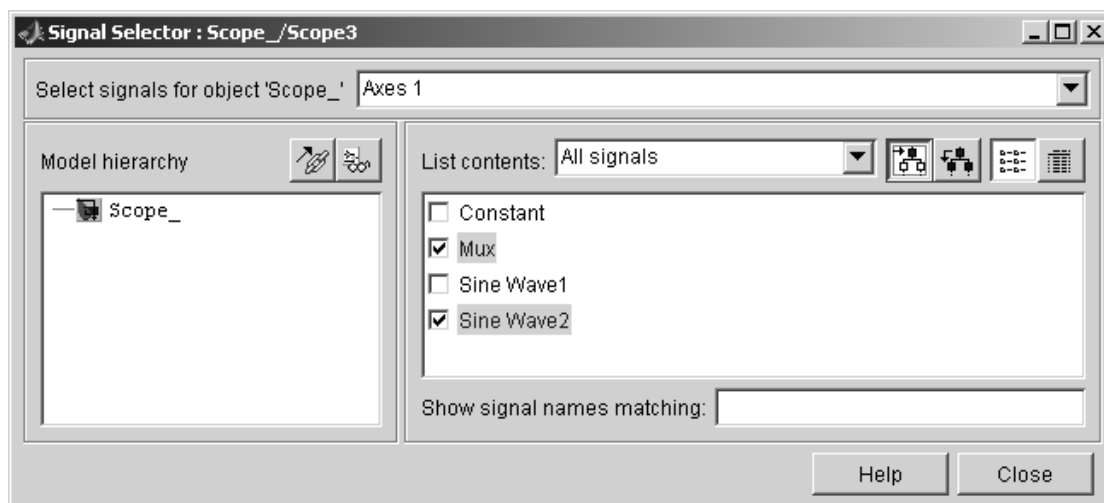 Signal Selector : Scope_/Scope3
Select signals for object 'Scope_' Axes 1
Model hierarchy
Scope_
List contents: All signals
Constant
Mux
Sine Wave1
Sine Wave2
Show signal names matching:
Help Close